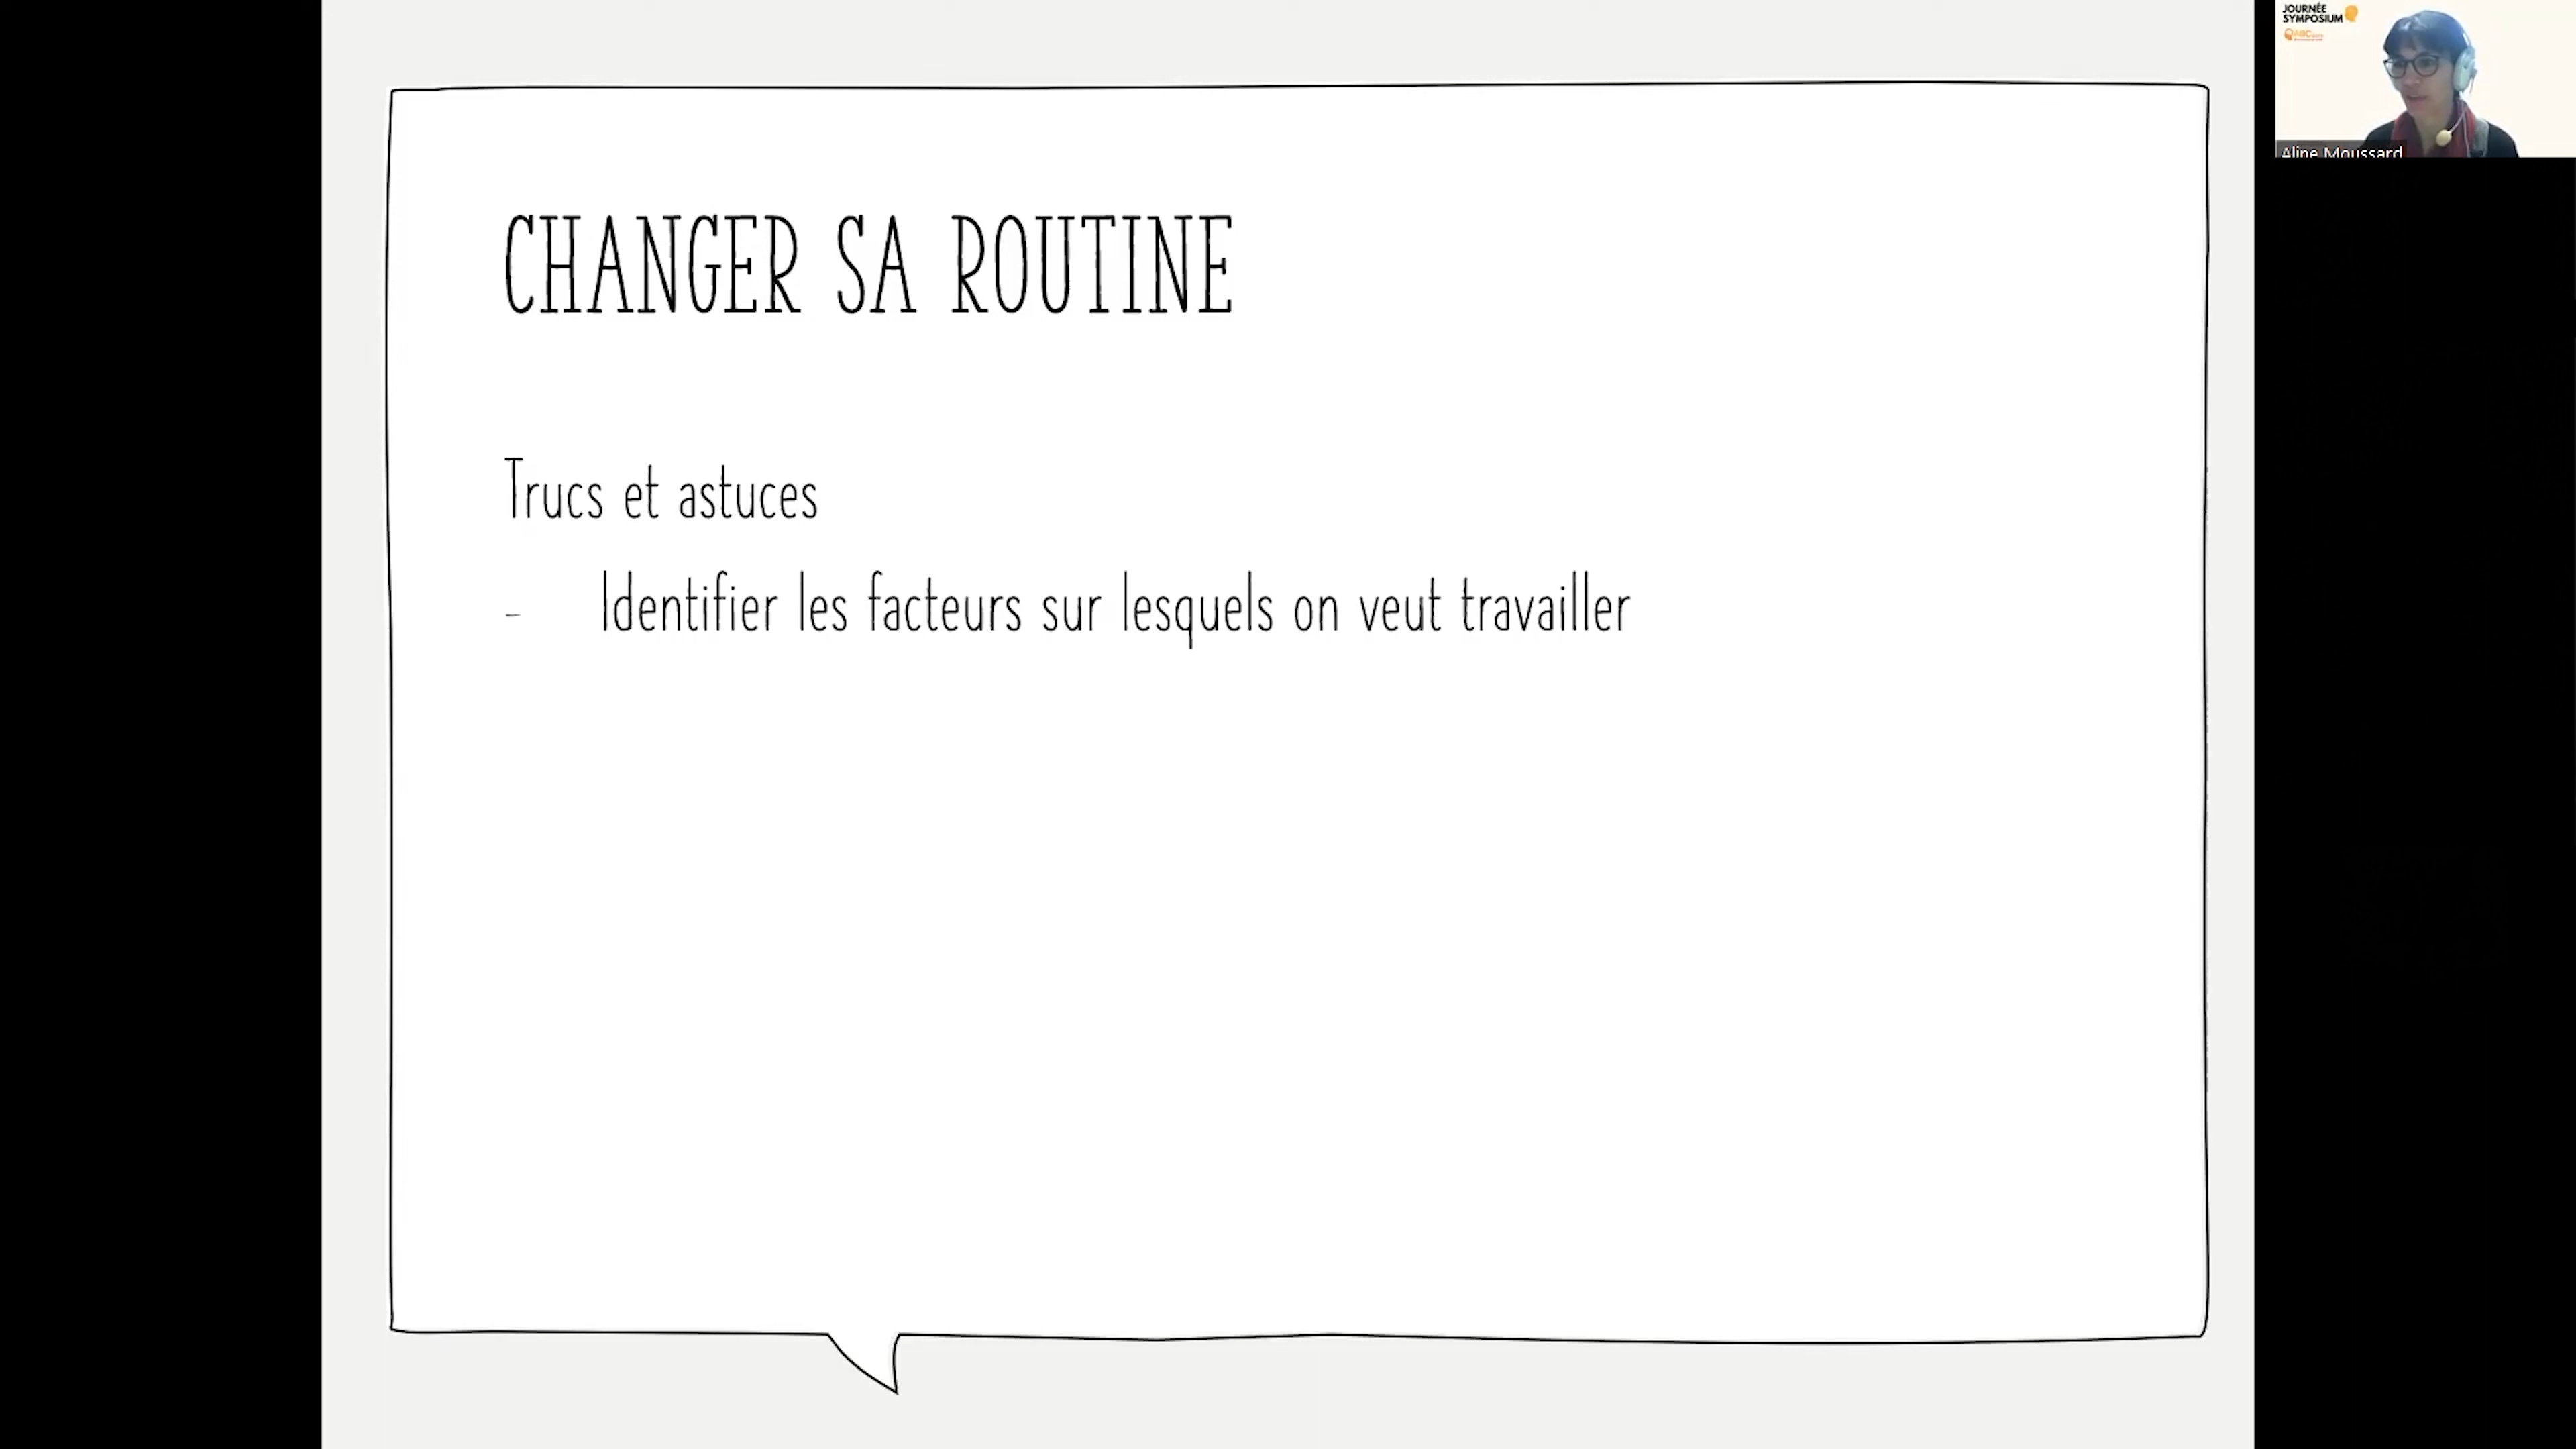 CHANGER SA ROUTINE
Trucs et astuces
- Identifier les facteurs sur lesquels on veut travailler
JOURNÉE
SYMPOSIUM
Aline Moussard